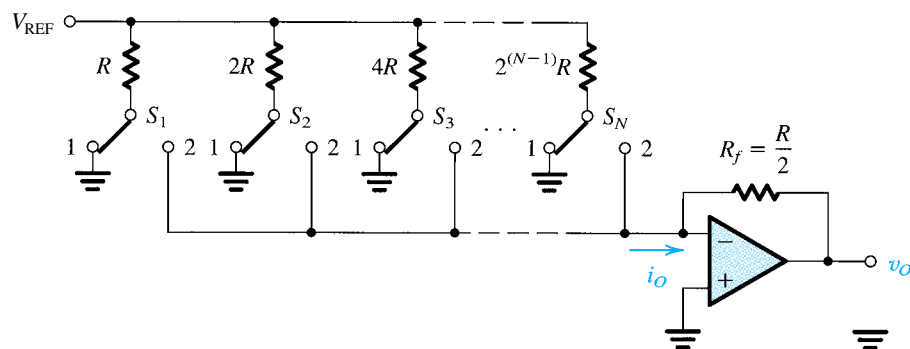 V_REF
R
2R
4R
2^(N−1)R
S_1
S_2
S_3
S_N
1
2
1
2
1
2
· · ·
1
2
R_f = R/2
i_O
−
+
v_O